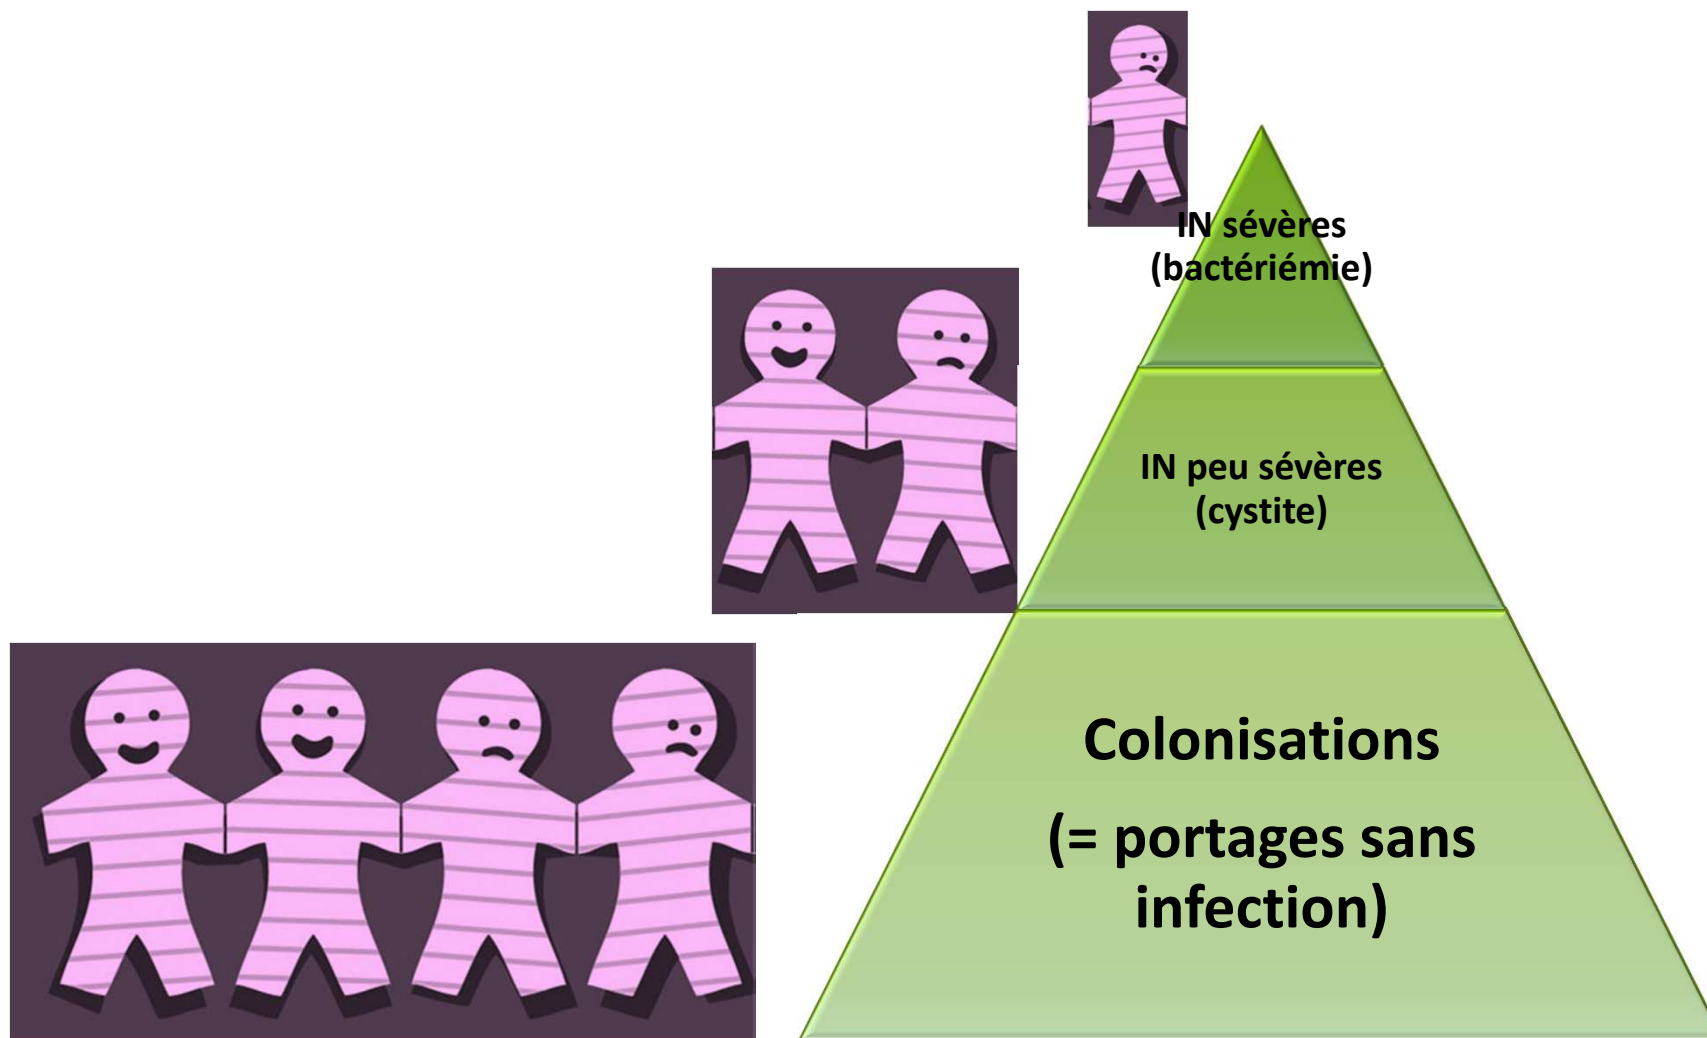 IN sévères
(bactériémie)
IN peu sévères
(cystite)
Colonisations
(= portages sans
infection)